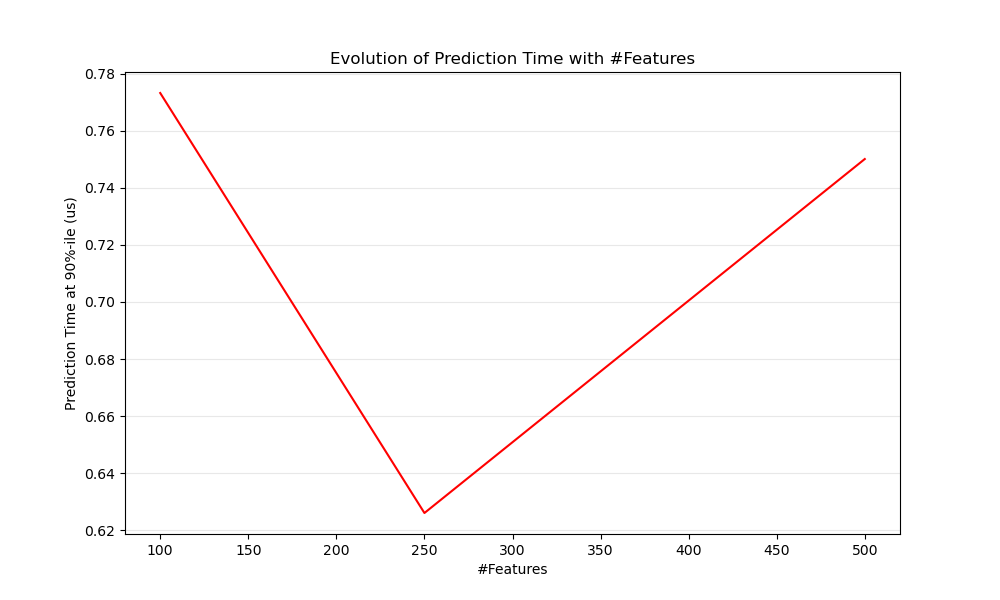 Evolution of Prediction Time with #Features
Prediction Time at 90%-ile (us)
0.78
0.76
0.74
0.72
0.70
0.68
0.66
0.64
0.62
100 150 200 250 300 350 400 450 500
#Features